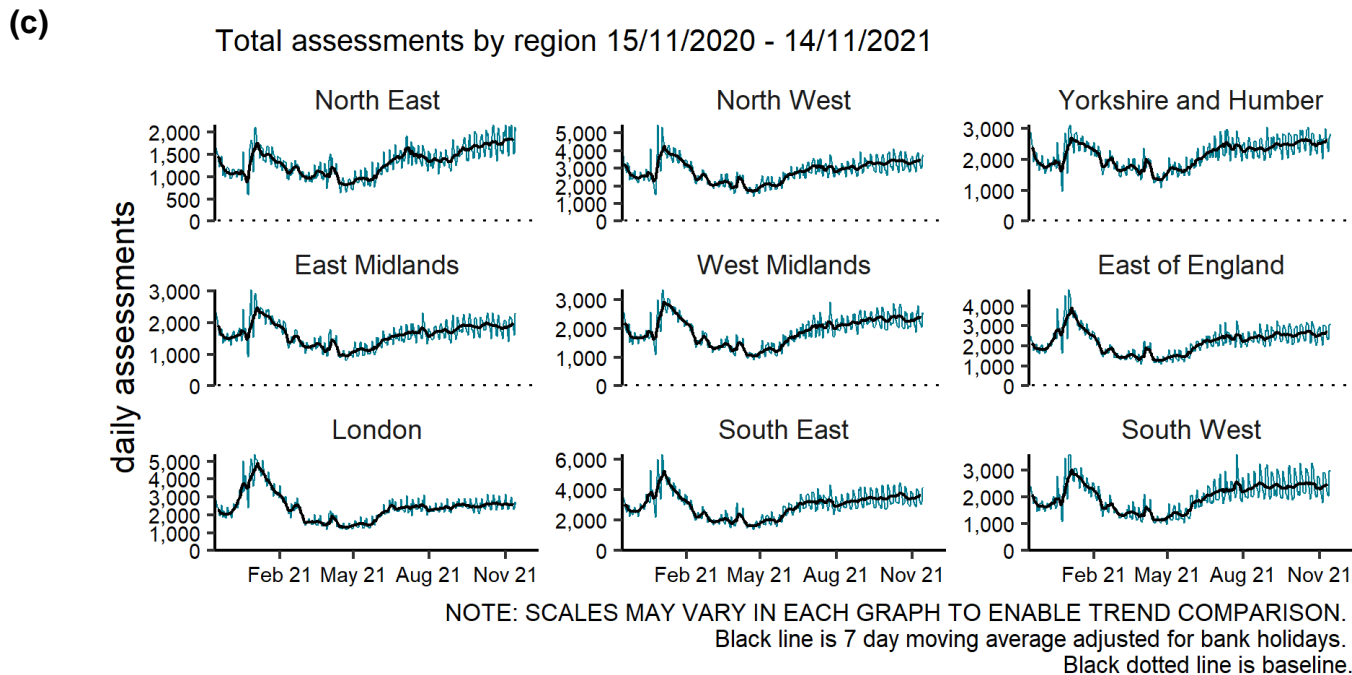 (c)
Total assessments by region 15/11/2020 - 14/11/2021
daily assessments
North East
2,000
1,500
1,000
500
0
North West
5,000
4,000
3,000
2,000
1,000
0
Yorkshire and Humber
3,000
2,000
1,000
0
East Midlands
3,000
2,000
1,000
0
West Midlands
3,000
2,000
1,000
0
East of England
4,000
3,000
2,000
1,000
0
London
5,000
4,000
3,000
2,000
1,000
0
South East
6,000
4,000
2,000
0
South West
3,000
2,000
1,000
0
Feb 21 May 21 Aug 21 Nov 21
Feb 21 May 21 Aug 21 Nov 21
Feb 21 May 21 Aug 21 Nov 21
NOTE: SCALES MAY VARY IN EACH GRAPH TO ENABLE TREND COMPARISON.
Black line is 7 day moving average adjusted for bank holidays.
Black dotted line is baseline.